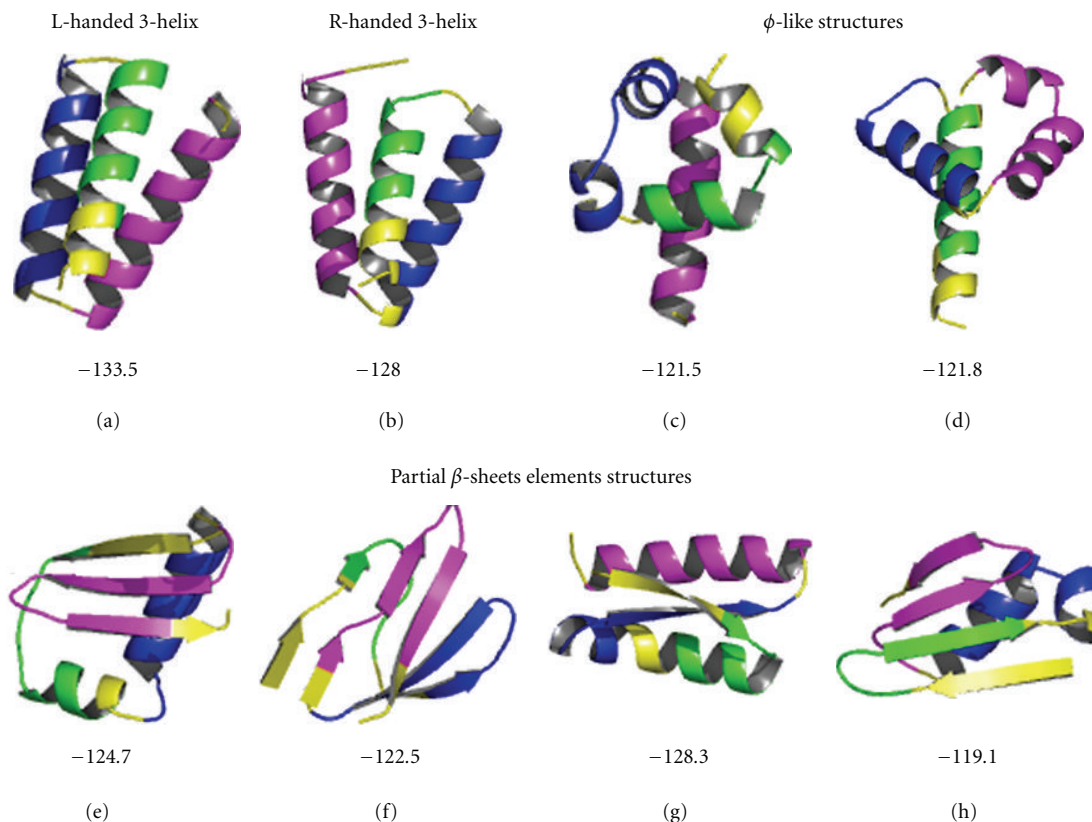 L-handed 3-helix R-handed 3-helix ϕ-like structures
−133.5 −128 −121.5 −121.8
(a) (b) (c) (d)
Partial β-sheets elements structures
−124.7 −122.5 −128.3 −119.1
(e) (f) (g) (h)